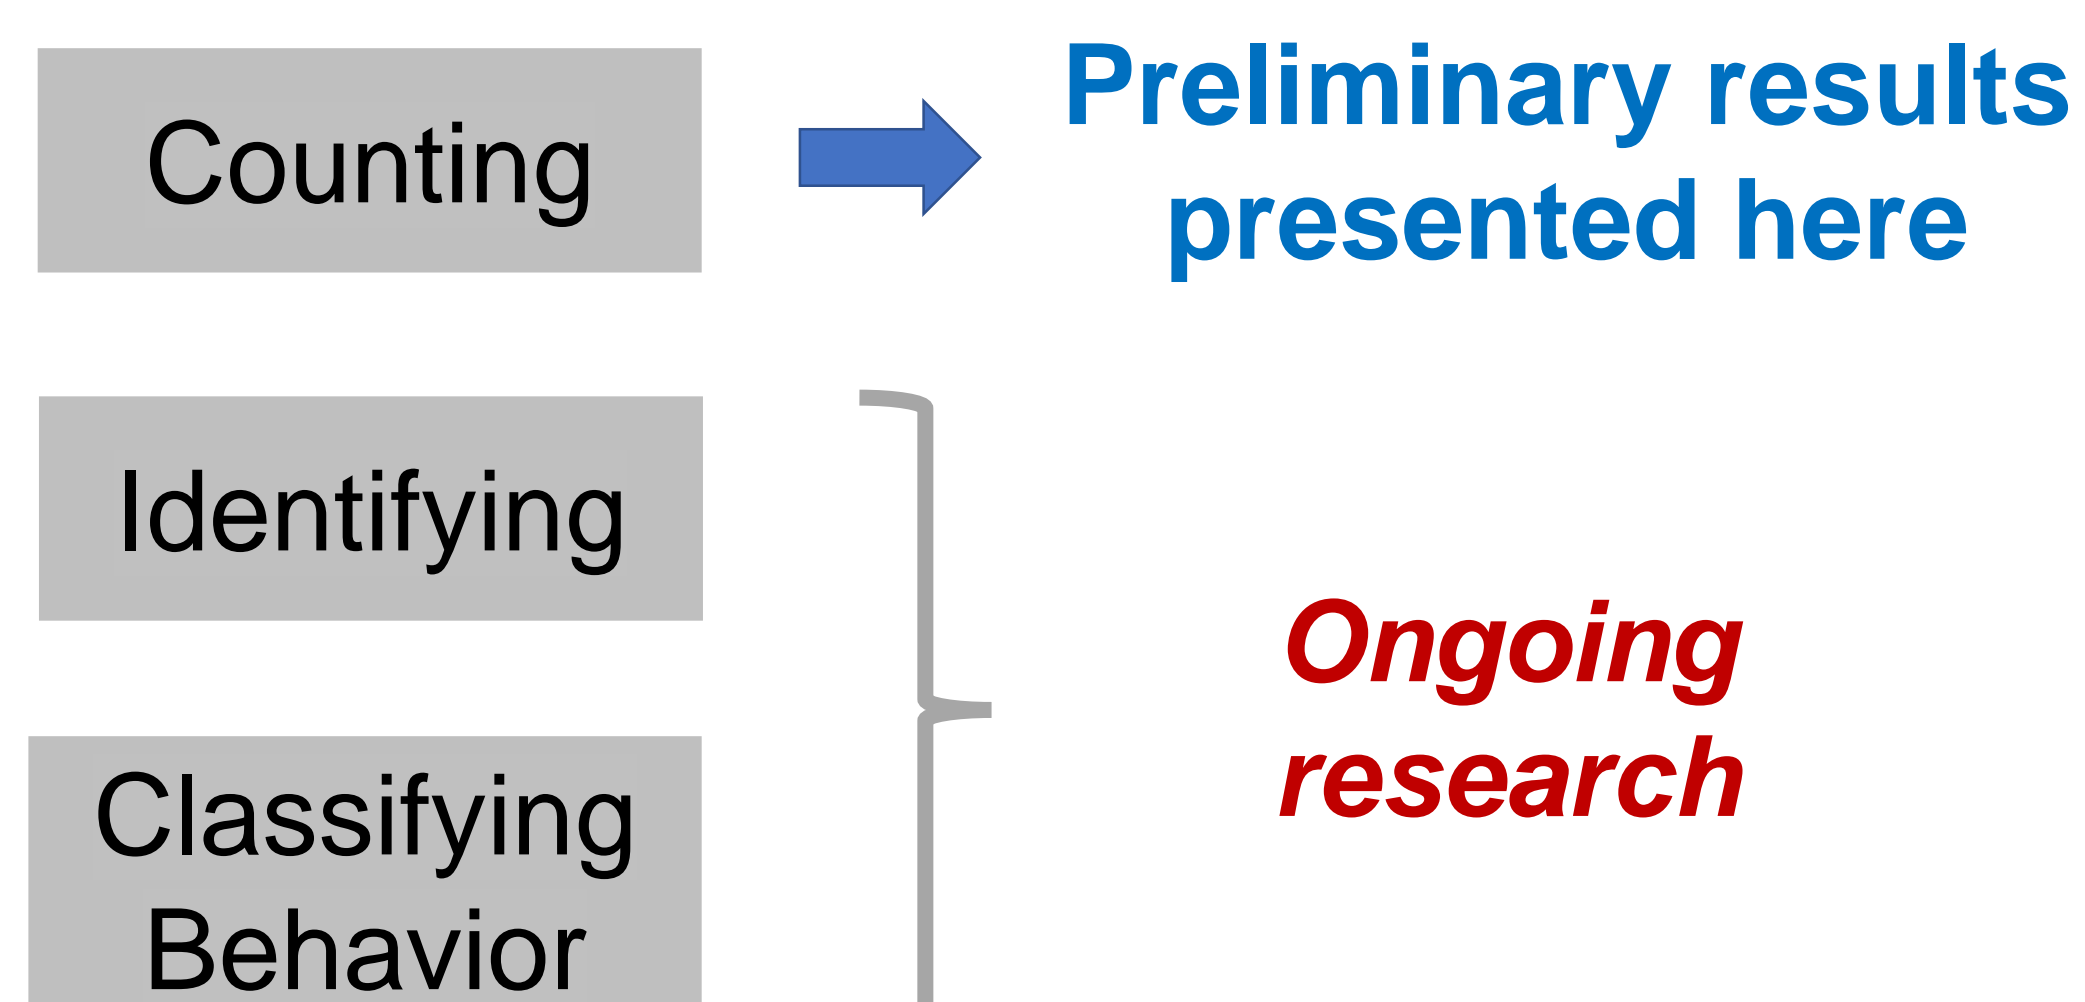 Counting
Preliminary results
presented here
Identifying
Classifying
Behavior
Ongoing
research